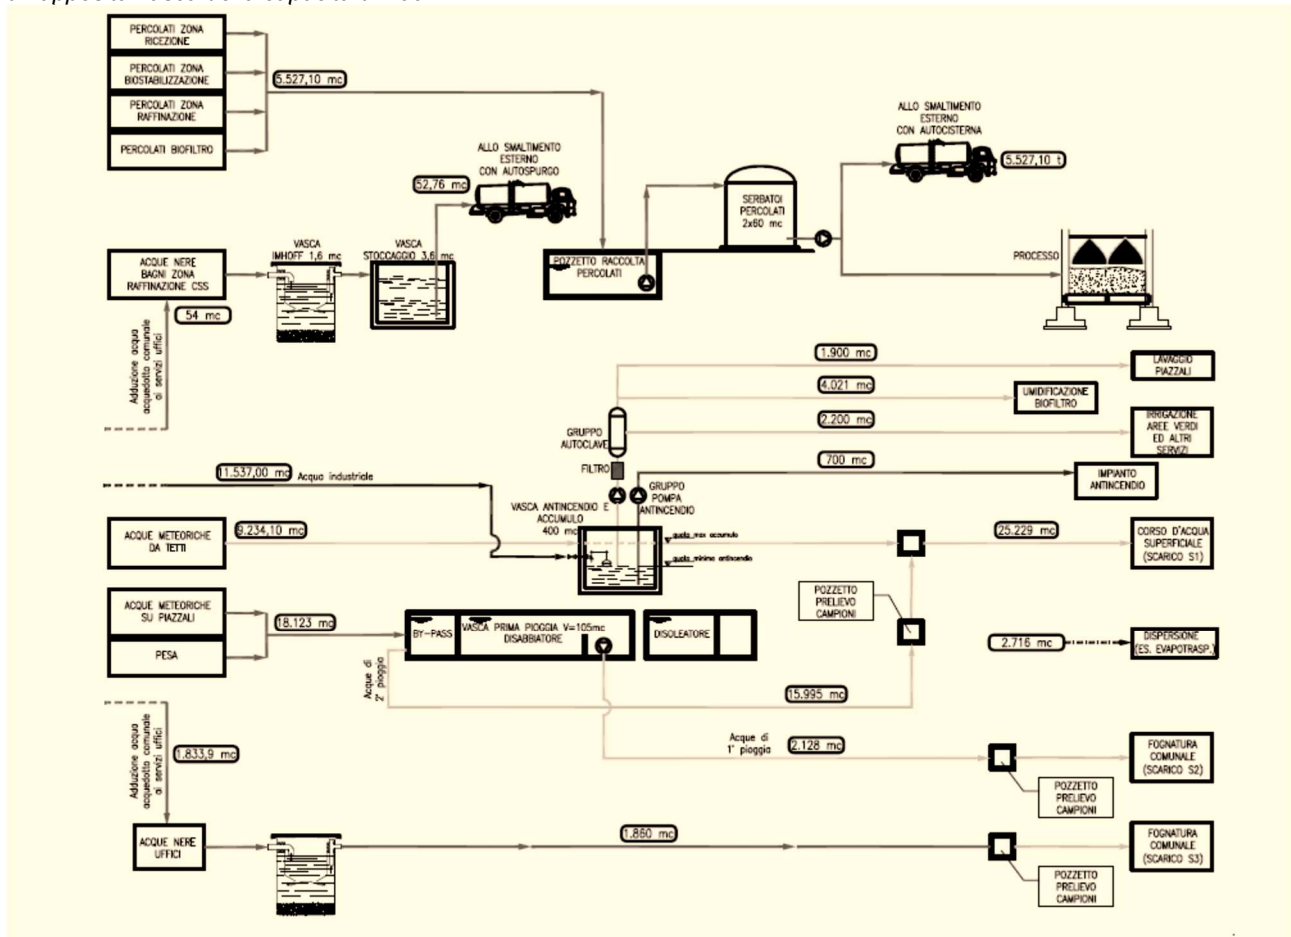 PERCOLATI ZONA
RICEZIONE
PERCOLATI ZONA
BIOSTABILIZZAZIONE
PERCOLATI ZONA
RAFFINAZIONE
PERCOLATI BIOFILTRO
5.527,10 mc
ALLO SMALTIMENTO
ESTERNO
CON AUTOSPURGO
52,76 mc
ALLO SMALTIMENTO
ESTERNO
CON AUTOCISTERNA
5.527,10 t
SERBATOI
PERCOLATI
2x60 mc
POZZETTO RACCOLTA
PERCOLATI
PROCESSO
ACQUE NERE
BAGNI ZONA
RAFFINAZIONE CSS
VASCA
IMHOFF 1,6 mc
VASCA
STOCCAGGIO 3,6 mc
54 mc
Adduzione acqua
acquedotto comunale
ai servizi uffici
1.900 mc
LAVAGGIO
PIAZZALI
4.021 mc
UMIDIFICAZIONE
BIOFILTRO
2.200 mc
IRRIGAZIONE
AREE VERDI
ED ALTRI
SERVIZI
GRUPPO
AUTOCLAVE
FILTRO
700 mc
IMPIANTO
ANTINCENDIO
GRUPPO
POMPA
ANTINCENDIO
11.537,00 mc
Acqua industriale
VASCA ANTINCENDIO E
ACCUMULO
400 mc
quota max accumulo
quota minima antincendio
ACQUE METEORICHE
DA TETTI
9.234,10 mc
25.229 mc
CORSO D'ACQUA
SUPERFICIALE
(SCARICO S1)
POZZETTO
PRELIEVO
CAMPIONI
ACQUE METEORICHE
SU PIAZZALI
PESA
18.123 mc
BY-PASS
VASCA PRIMA PIOGGIA V=105mc
DISABBIATORE
DISOLEATORE
2.716 mc
DISPERSIONE
(ES. EVAPOTRASP.)
Acque di
2° pioggia
15.995 mc
Acque di
1° pioggia
2.128 mc
FOGNATURA
COMUNALE
(SCARICO S2)
POZZETTO
PRELIEVO
CAMPIONI
1.833,9 mc
Adduzione acqua
acquedotto comunale
ai servizi uffici
ACQUE NERE
UFFICI
1.860 mc
FOGNATURA
COMUNALE
(SCARICO S3)
POZZETTO
PRELIEVO
CAMPIONI